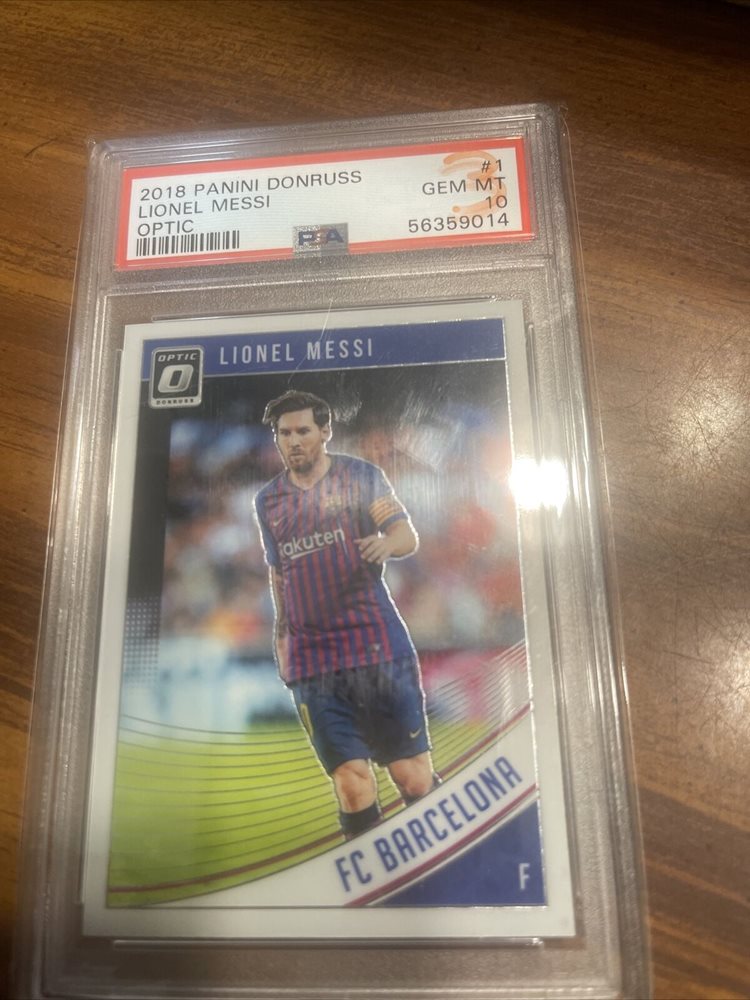 2018 PANINI DONRUSS #1
LIONEL MESSI GEM MT
OPTIC 10
56359014
3
PSA
OPTIC
O
DONRUSS
LIONEL MESSI
Rakuten
FC BARCELONA
F